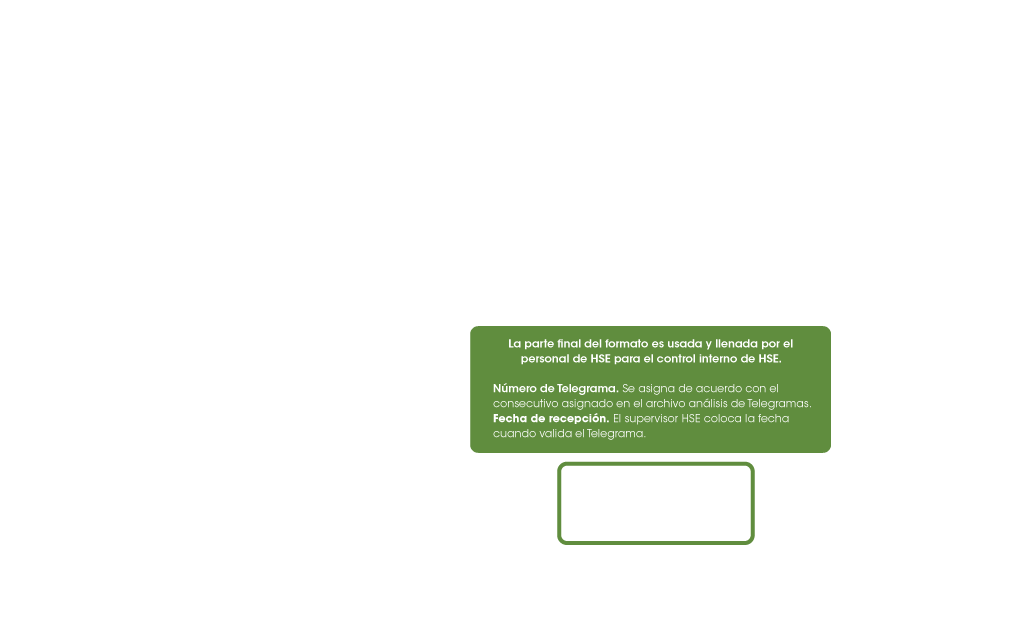 La parte final del formato es usada y llenada por el
personal de HSE para el control interno de HSE.
Número de Telegrama. Se asigna de acuerdo con el
consecutivo asignado en el archivo análisis de Telegramas.
Fecha de recepción. El supervisor HSE coloca la fecha
cuando valida el Telegrama.